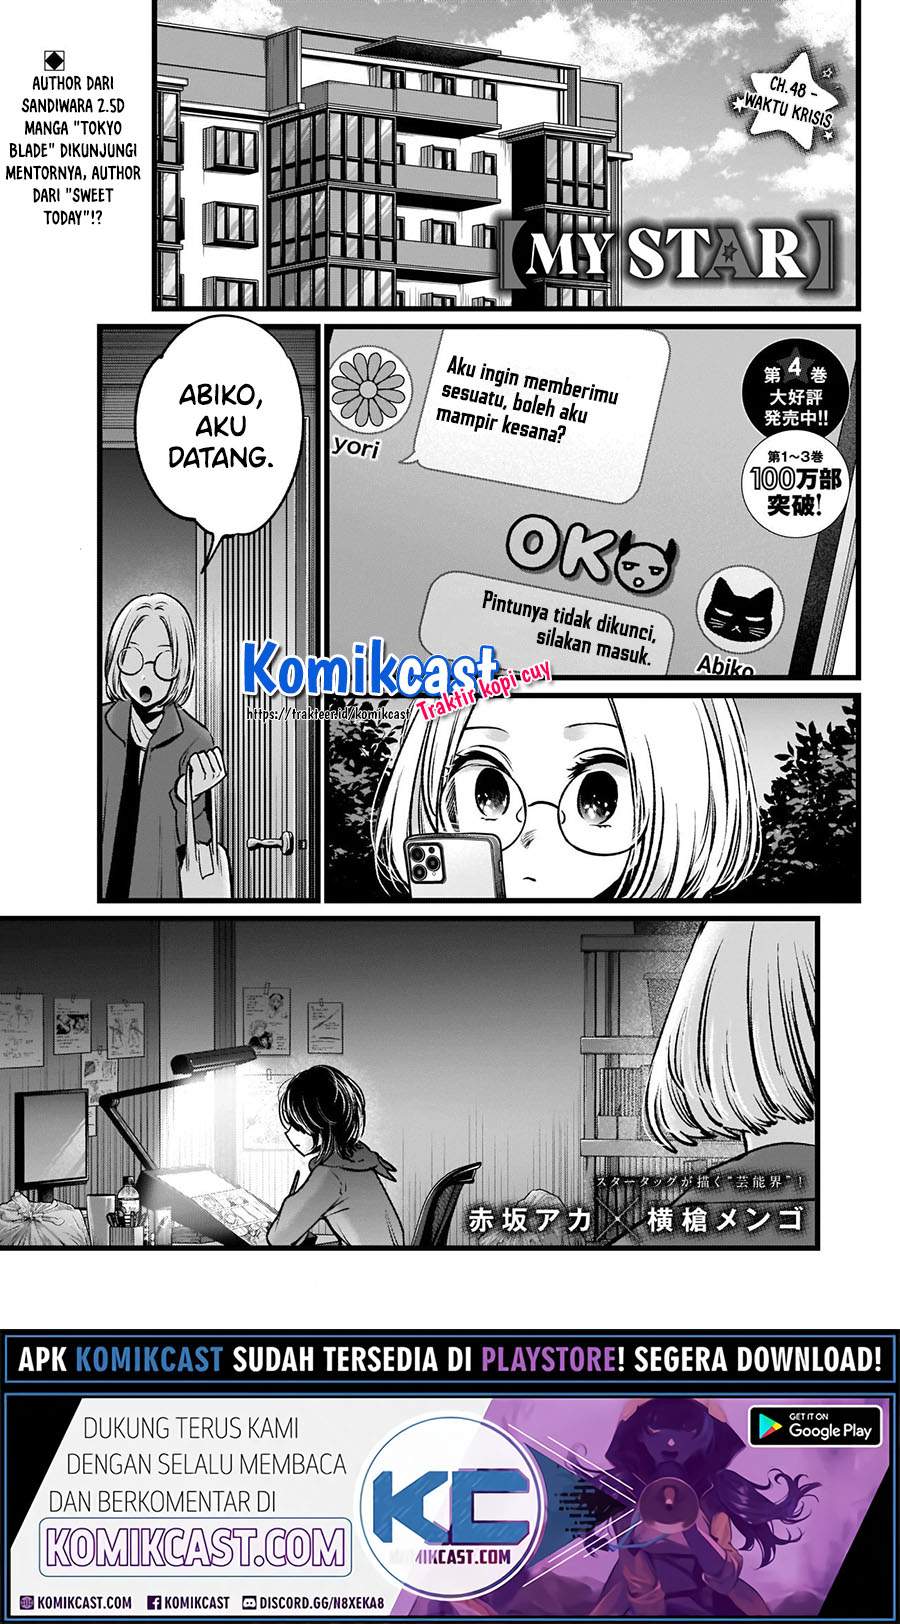 AUTHOR DARI
SANDIWARA 2.5D
MANGA "TOKYO
BLADE" DIKUNJUNGI
MENTORNYA, AUTHOR
DARI "SWEET
TODAY"!?
CH.48 -
WAKTU KRISIS
【MY STAR】
Aku ingin memberimu
sesuatu, boleh aku
mampir kesana?
yori
第4巻
大好評
発売中!!
第1～3巻
100万部
突破!
OK
Pintunya tidak dikunci,
silakan masuk.
Abiko
ABIKO,
AKU
DATANG.
Komikcast
https://trakteer.id/komikcast/
Traktir kopi cuy
スタータッグが描く"芸能界"!
赤坂アカ×横槍メンゴ
APK KOMIKCAST SUDAH TERSEDIA DI PLAYSTORE! SEGERA DOWNLOAD!
DUKUNG TERUS KAMI
DENGAN SELALU MEMBACA
DAN BERKOMENTAR DI
KOMIKCAST.COM
KC
KOMIKCAST.COM
GET IT ON
Google Play
KOMIKCAST.COM
KOMIKCAST
DISCORD.GG/N8XEKA8